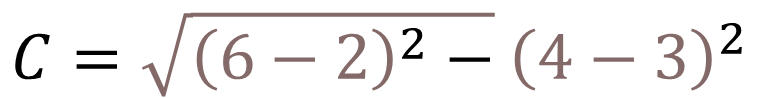 C = √(6 − 2)² − (4 − 3)²